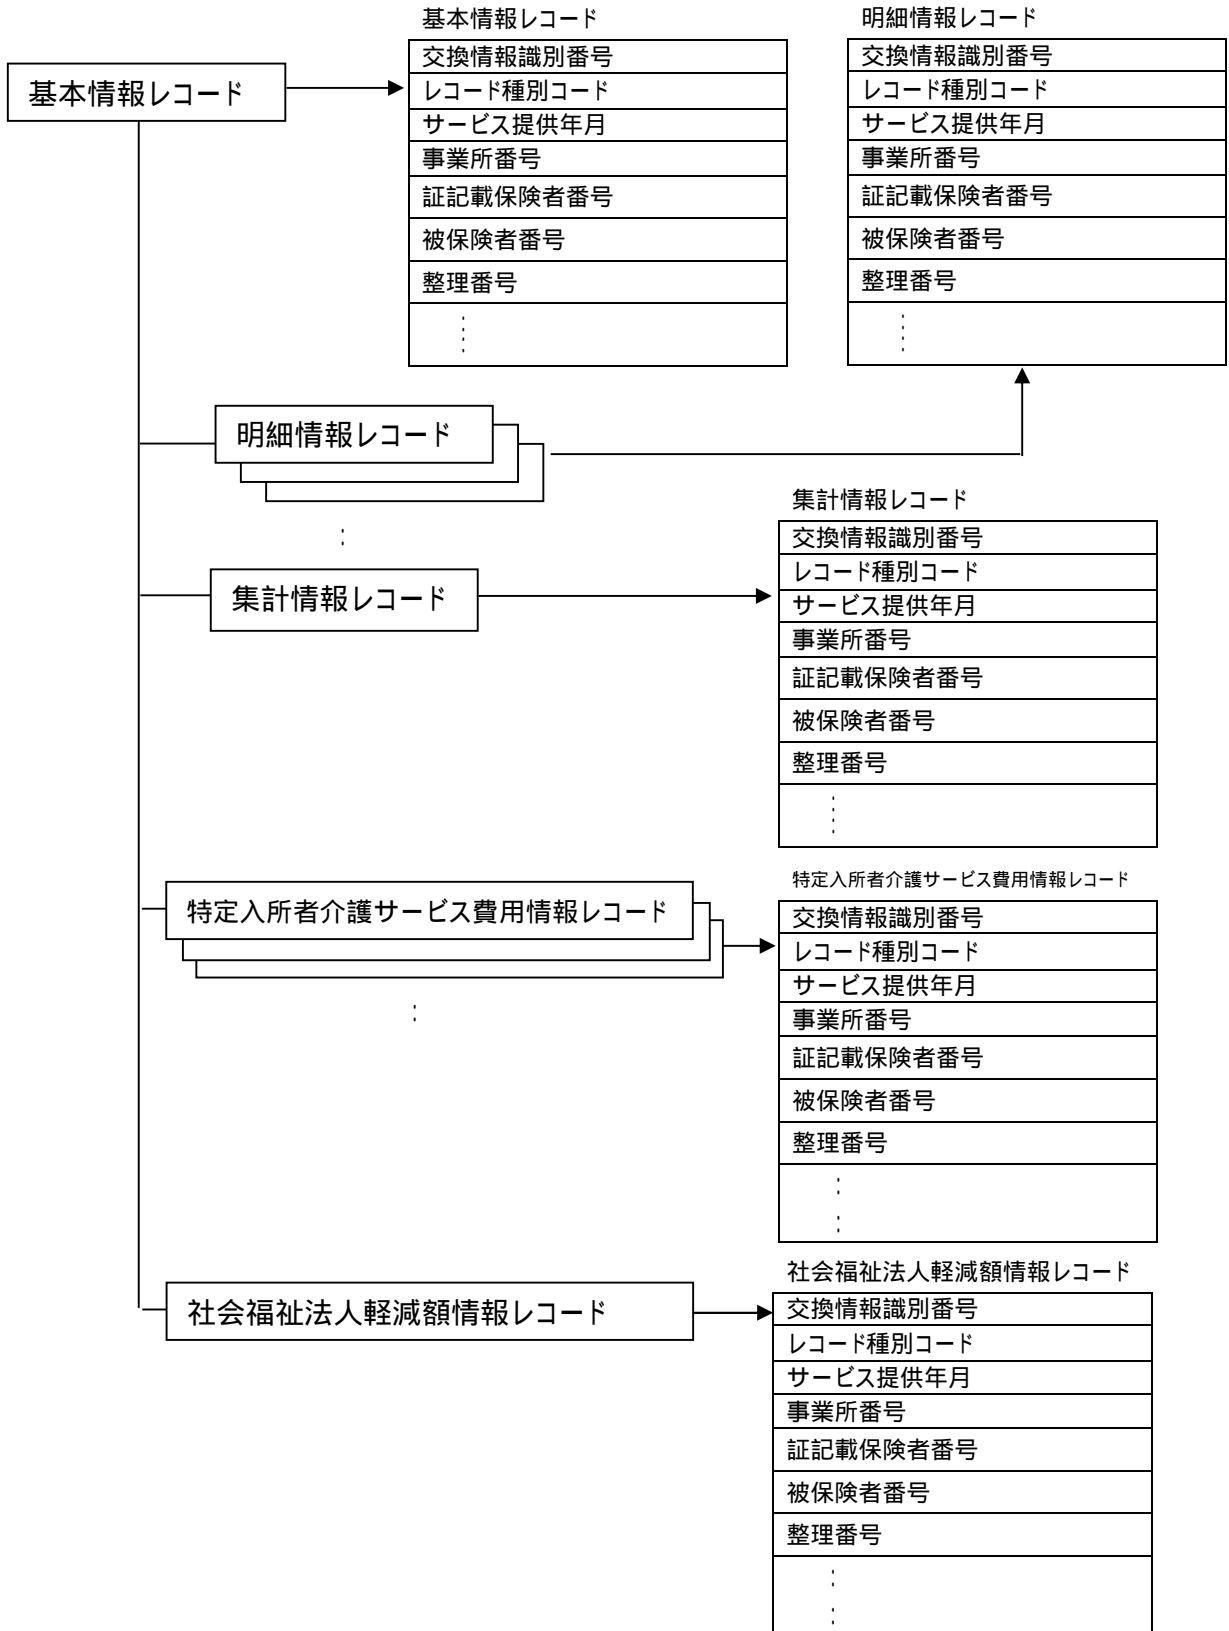 基本情報レコード
基本情報レコード
交換情報識別番号
レコード種別コード
サービス提供年月
事業所番号
証記載保険者番号
被保険者番号
整理番号
明細情報レコード
交換情報識別番号
レコード種別コード
サービス提供年月
事業所番号
証記載保険者番号
被保険者番号
整理番号
明細情報レコード
集計情報レコード
集計情報レコード
交換情報識別番号
レコード種別コード
サービス提供年月
事業所番号
証記載保険者番号
被保険者番号
整理番号
特定入所者介護サービス費用情報レコード
特定入所者介護サービス費用情報レコード
交換情報識別番号
レコード種別コード
サービス提供年月
事業所番号
証記載保険者番号
被保険者番号
整理番号
社会福祉法人軽減額情報レコード
社会福祉法人軽減額情報レコード
交換情報識別番号
レコード種別コード
サービス提供年月
事業所番号
証記載保険者番号
被保険者番号
整理番号